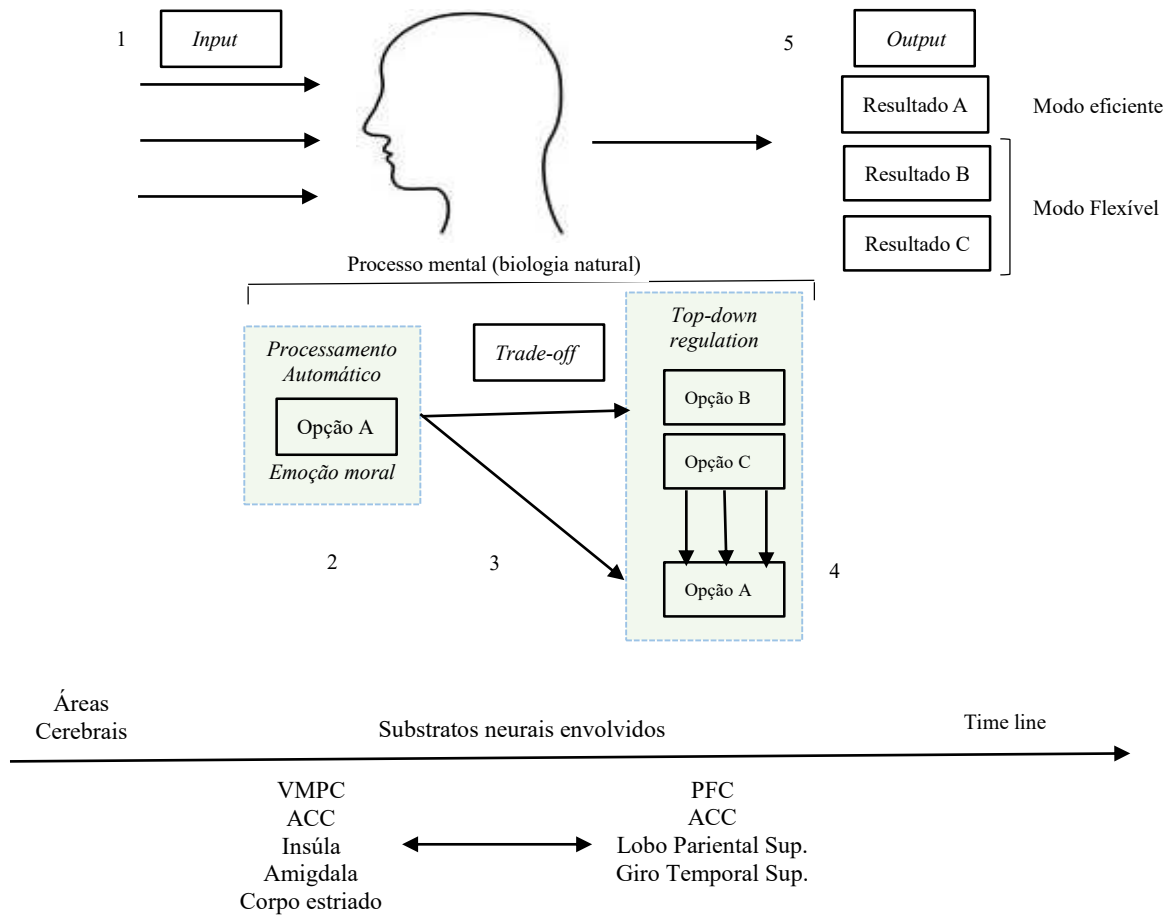 1
Input
5
Output
Resultado A
Modo eficiente
Resultado B
Modo Flexível
Resultado C
Processo mental (biologia natural)
Processamento
Automático
Opção A
Emoção moral
Trade-off
Top-down
regulation
Opção B
Opção C
Opção A
2
3
4
Áreas
Cerebrais
Substratos neurais envolvidos
Time line
VMPC
ACC
Insúla
Amigdala
Corpo estriado
PFC
ACC
Lobo Pariental Sup.
Giro Temporal Sup.